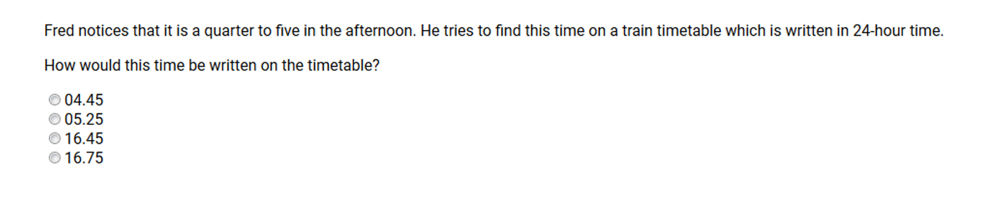 Fred notices that it is a quarter to five in the afternoon. He tries to find this time on a train timetable which is written in 24-hour time.
How would this time be written on the timetable?
04.45
05.25
16.45
16.75